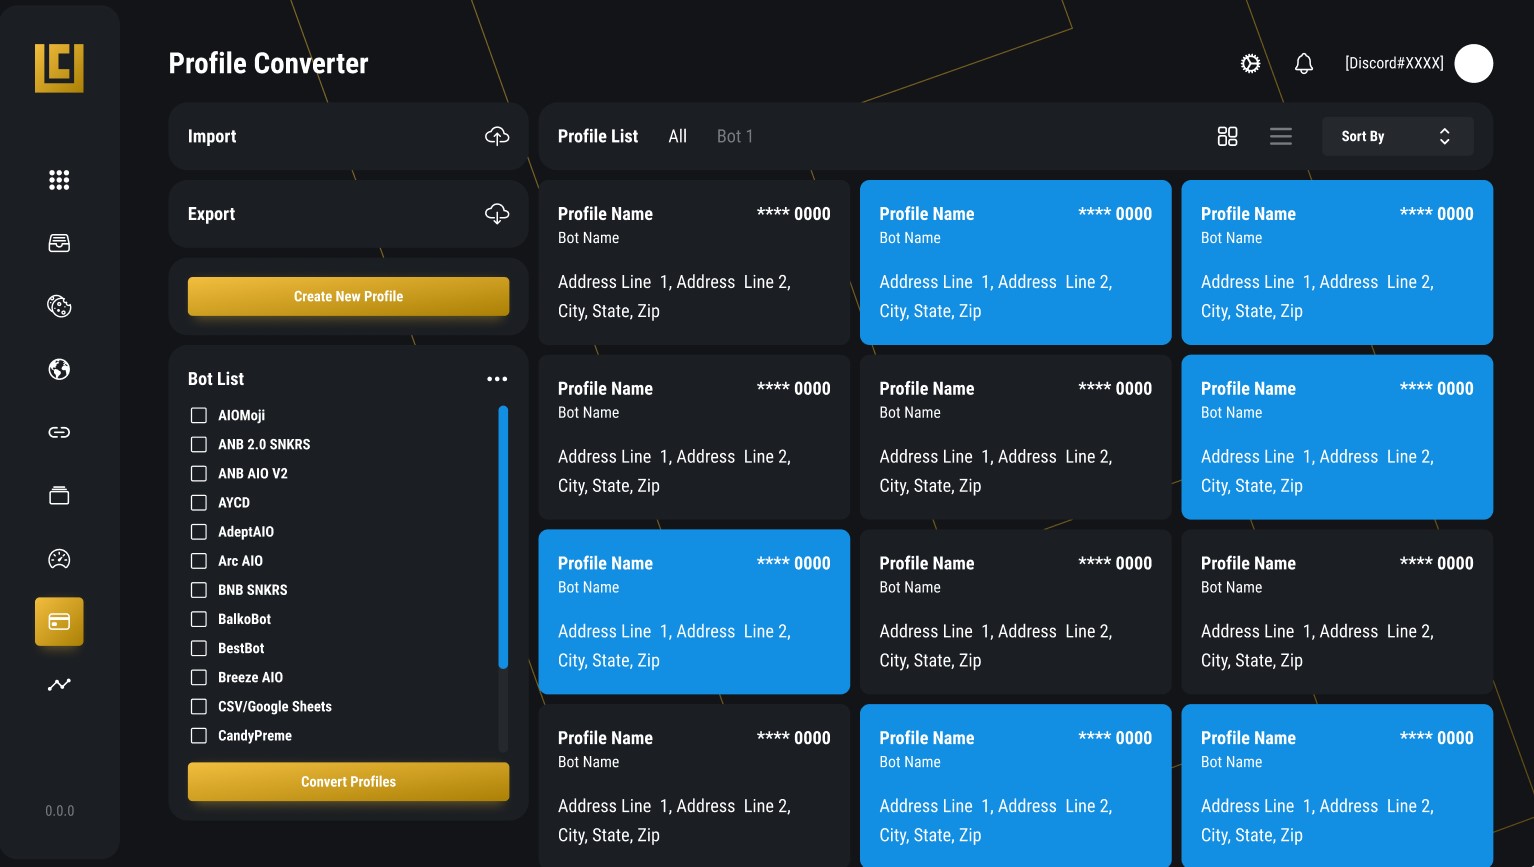 Profile Converter
[Discord#XXXX]
Import
Export
Create New Profile
Bot List
AIOMoji
ANB 2.0 SNKRS
ANB AIO V2
AYCD
AdeptAIO
Arc AIO
BNB SNKRS
BalkoBot
BestBot
Breeze AIO
CSV/Google Sheets
CandyPreme
Convert Profiles
0.0.0
Profile List All Bot 1 Sort By
Profile Name **** 0000
Bot Name
Address Line 1, Address Line 2,
City, State, Zip
Profile Name **** 0000
Bot Name
Address Line 1, Address Line 2,
City, State, Zip
Profile Name **** 0000
Bot Name
Address Line 1, Address Line 2,
City, State, Zip
Profile Name **** 0000
Bot Name
Address Line 1, Address Line 2,
City, State, Zip
Profile Name **** 0000
Bot Name
Address Line 1, Address Line 2,
City, State, Zip
Profile Name **** 0000
Bot Name
Address Line 1, Address Line 2,
City, State, Zip
Profile Name **** 0000
Bot Name
Address Line 1, Address Line 2,
City, State, Zip
Profile Name **** 0000
Bot Name
Address Line 1, Address Line 2,
City, State, Zip
Profile Name **** 0000
Bot Name
Address Line 1, Address Line 2,
City, State, Zip
Profile Name **** 0000
Bot Name
Address Line 1, Address Line 2,
City, State, Zip
Profile Name **** 0000
Bot Name
Address Line 1, Address Line 2,
City, State, Zip
Profile Name **** 0000
Bot Name
Address Line 1, Address Line 2,
City, State, Zip